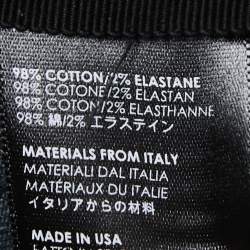 98% COTTON/2% ELASTANE
98% COTONE/2% ELASTAN
98% COTON/2% ELASTHANNE
98% 綿/2% エラステイン
MATERIALS FROM ITALY
MATERIALI DAL ITALIA
MATÉRIAUX DU ITALIE
イタリアからの材料
MADE IN USA